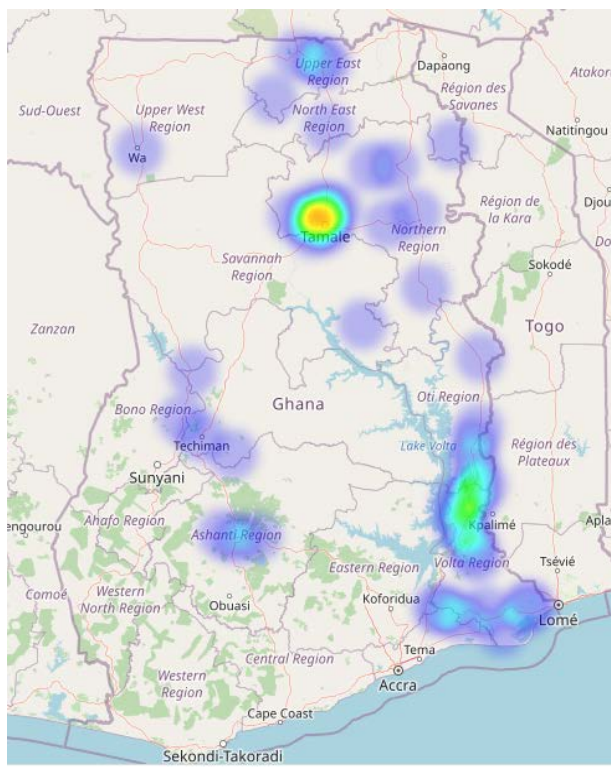 Dapaong
Upper East
Region
Atako
Région des
Savanes
Sud-Ouest
Upper West
Region
North East
Region
Natitingou
Wa
Région de
la Kara
Djou
Tamale
Northern
Region
Savannah
Region
Sokodé
Zanzan
Togo
Oti Region
Ghana
Bono Region
Techiman
Lake Volta
Région des
Plateaux
Sunyani
engourou
Ahafo Region
Ashanti Region
Kpalimé
Apla
Eastern Region
Volta Region
Tsévié
Comoé
Western
North Region
Obuasi
Koforidua
Lomé
Tema
Central Region
Western
Region
Accra
Cape Coast
Sekondi-Takoradi